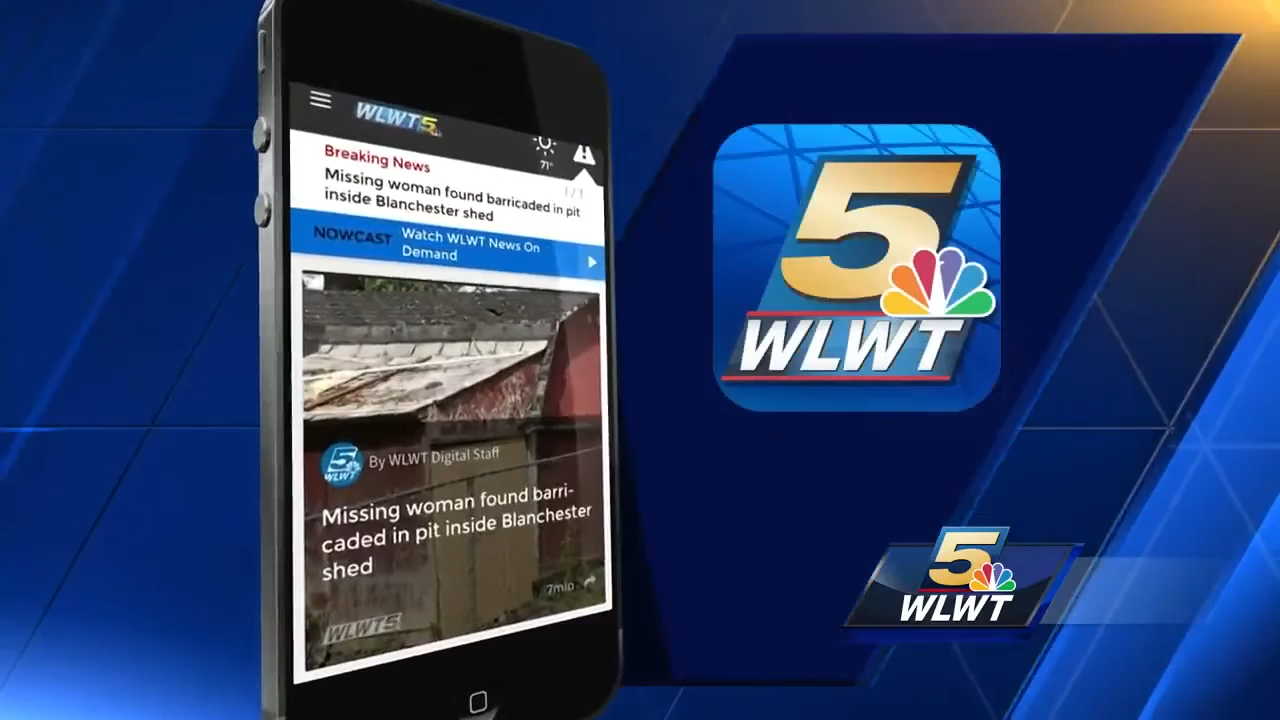 WLWT5
71°
Breaking News
1 / 1
Missing woman found barricaded in pit
inside Blanchester shed
NOWCAST
Watch WLWT News On
Demand
5
WLWT
By WLWT Digital Staff
Missing woman found barri-
caded in pit inside Blanchester
shed
7min
WLWT5
5
WLWT
5
WLWT